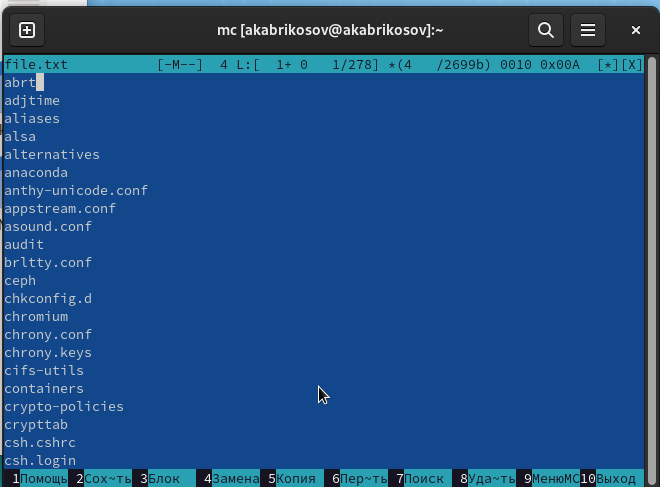 mc [akabrikosov@akabrikosov]:~
file.txt [-M--] 4 L:[ 1+ 0 1/278] *(4 /2699b) 0010 0x00A [*][X]
abrt
adjtime
aliases
alsa
alternatives
anaconda
anthy-unicode.conf
appstream.conf
asound.conf
audit
brltty.conf
ceph
chkconfig.d
chromium
chrony.conf
chrony.keys
cifs-utils
containers
crypto-policies
crypttab
csh.cshrc
csh.login
1Помощь 2Сох~ть 3Блок 4Замена 5Копия 6Пер~ть 7Поиск 8Уда~ть 9МенюMC 10Выход